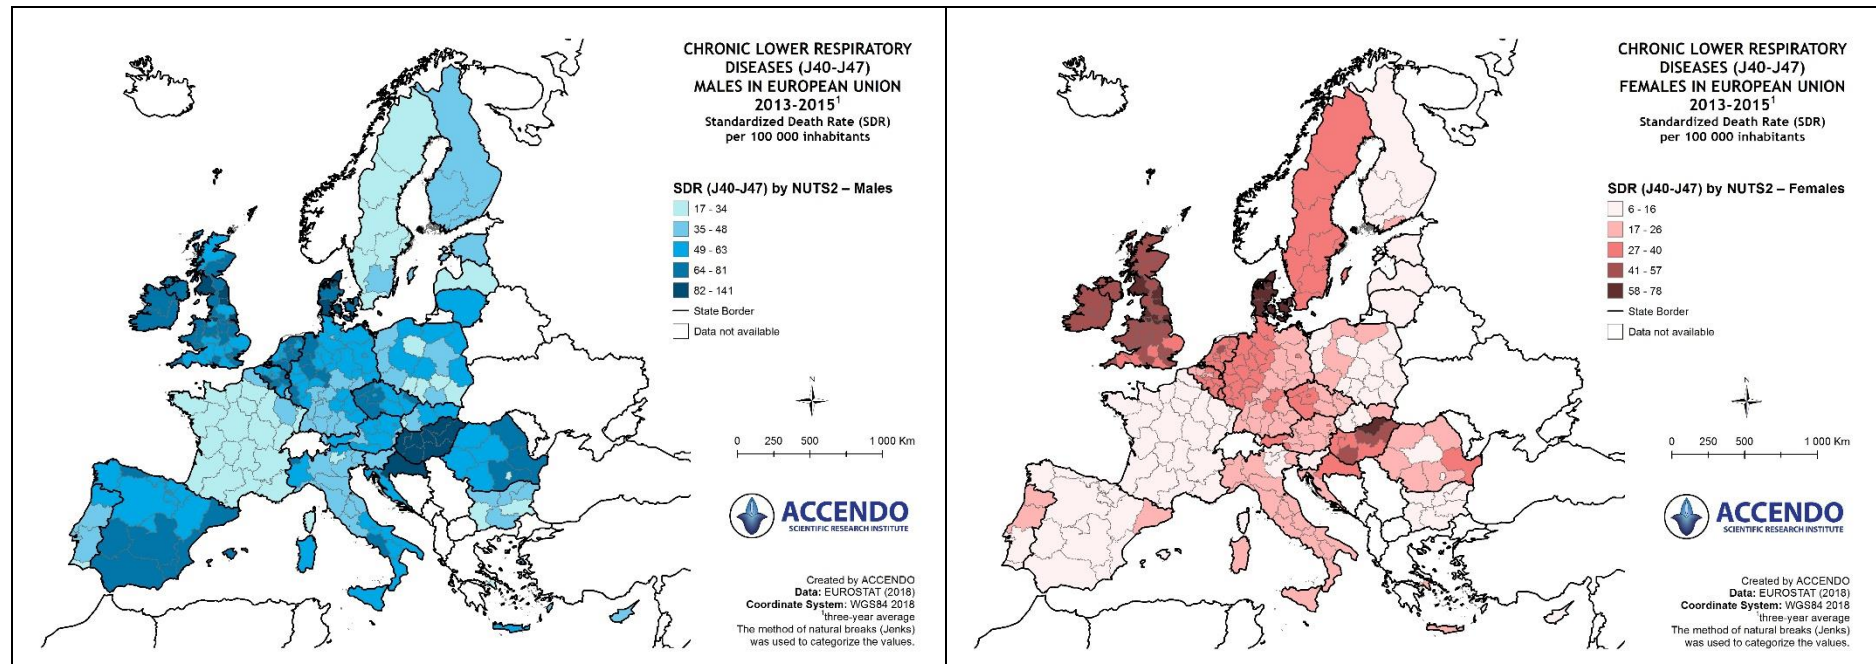 CHRONIC LOWER RESPIRATORY
DISEASES (J40-J47)
MALES IN EUROPEAN UNION
2013-2015¹
Standardized Death Rate (SDR)
per 100 000 inhabitants
SDR (J40-J47) by NUTS2 – Males
17 - 34
35 - 48
49 - 63
64 - 81
82 - 141
State Border
Data not available
N
0 250 500 1 000 Km
ACCENDO
SCIENTIFIC RESEARCH INSTITUTE
Created by ACCENDO
Data: EUROSTAT (2018)
Coordinate System: WGS84 2018
¹three-year average
The method of natural breaks (Jenks)
was used to categorize the values.
CHRONIC LOWER RESPIRATORY
DISEASES (J40-J47)
FEMALES IN EUROPEAN UNION
2013-2015¹
Standardized Death Rate (SDR)
per 100 000 inhabitants
SDR (J40-J47) by NUTS2 – Females
6 - 16
17 - 26
27 - 40
41 - 57
58 - 78
State Border
Data not available
N
0 250 500 1 000 Km
ACCENDO
SCIENTIFIC RESEARCH INSTITUTE
Created by ACCENDO
Data: EUROSTAT (2018)
Coordinate System: WGS84 2018
¹three-year average
The method of natural breaks (Jenks)
was used to categorize the values.